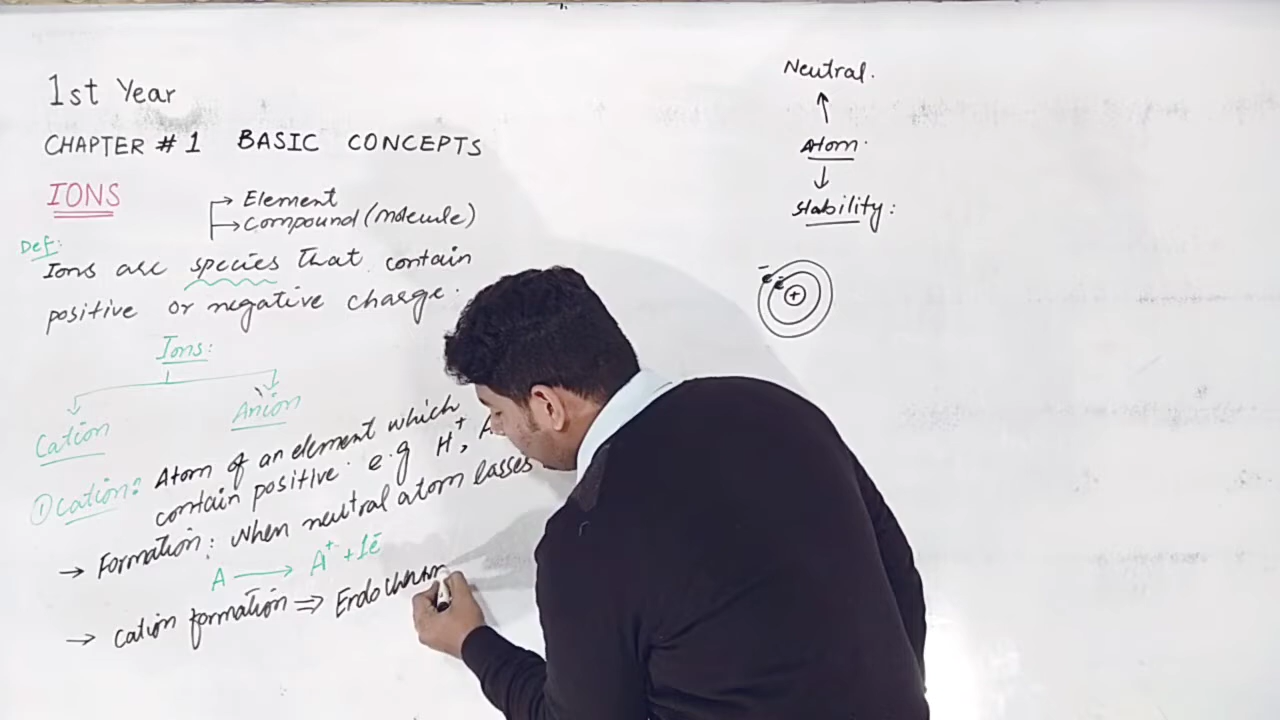 1st Year
CHAPTER # 1 BASIC CONCEPTS
IONS
Element
Compound (molecule)
Def:
Ions are species that contain
positive or negative charge.
Ions:
Cation
Anion
① Cation: Atom of an element which
contain positive. e.g H⁺,
→ Formation: When neutral atom losses
A → A⁺ + 1e̅
→ Cation formation ⇒
Neutral.
Atom.
Stability:
+